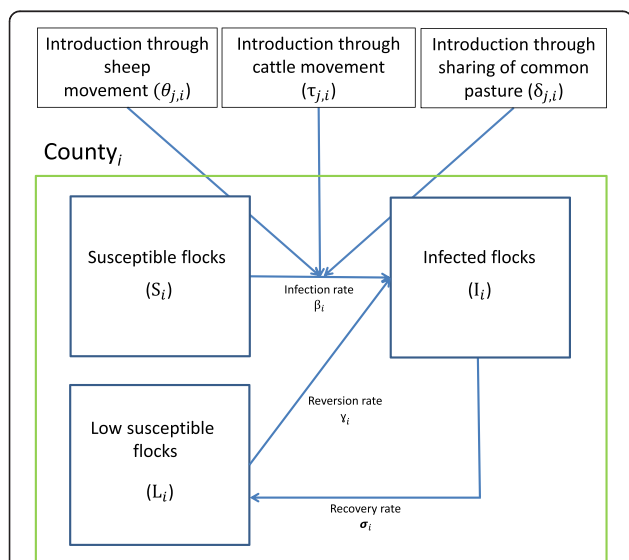 Introduction through
sheep
movement (θj,i)
Introduction through
cattle movement
(τj,i)
Introduction through
sharing of common
pasture (δj,i)
Countyi
Susceptible flocks
(Si)
Infection rate
βi
Infected flocks
(Ii)
Reversion rate
γi
Low susceptible
flocks
(Li)
Recovery rate
σi